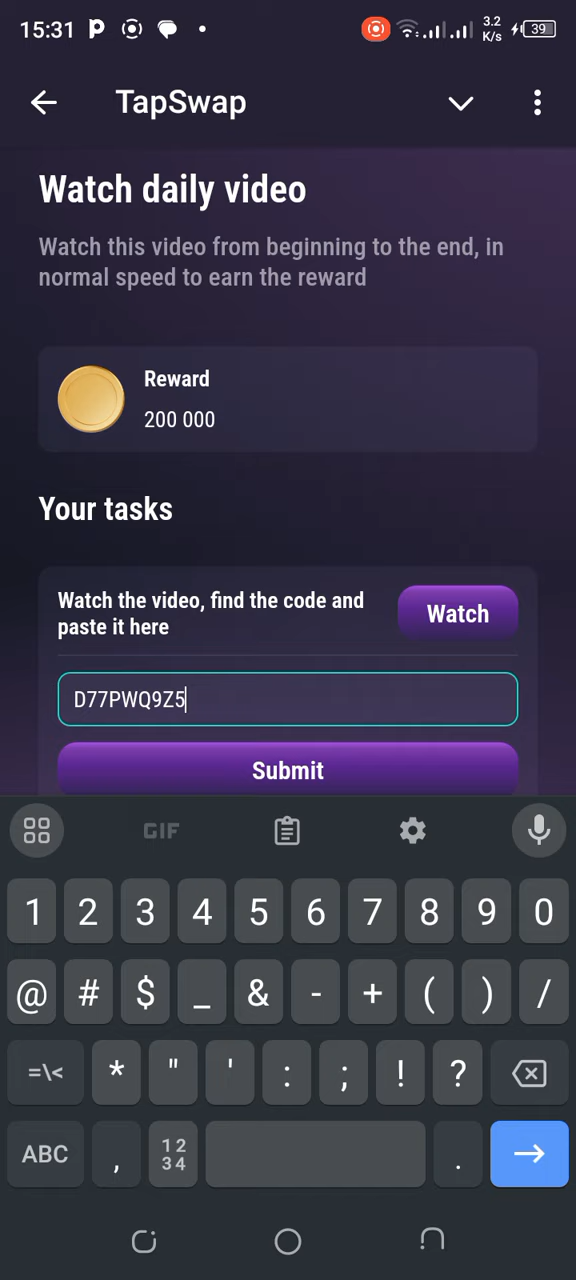 15:31 3.2 K/s 39
TapSwap
Watch daily video
Watch this video from beginning to the end, in
normal speed to earn the reward
Reward
200 000
Your tasks
Watch the video, find the code and
paste it here
Watch
D77PWQ9Z5
Submit
GIF
1 2 3 4 5 6 7 8 9 0
@ # $ _ & - + ( ) /
=\< * " ' : ; ! ?
ABC , 12 34 .